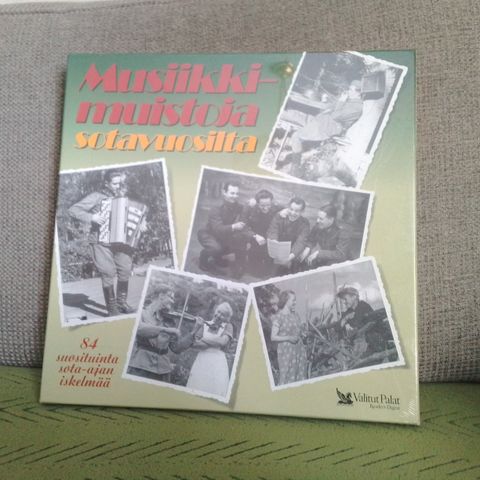 Musiikki-
muistoja
sotavuosilta
84
suosituinta
sota-ajan
iskelmää
Valitut Palat
Reader's Digest